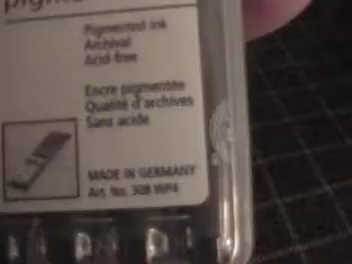 Pigmented ink
Archival
Acid-free
Encre pigmentée
Qualité d'archives
Sans acide
MADE IN GERMANY
Art. No. 308 WP4